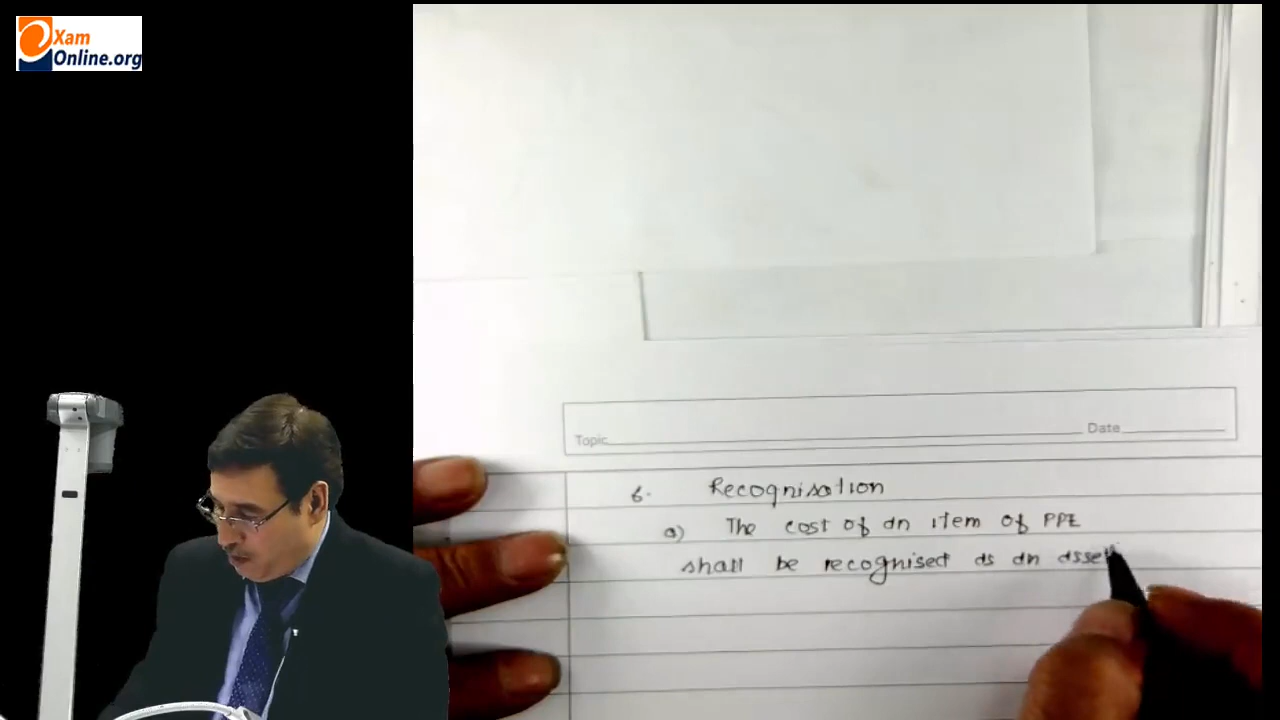 Xam
Online.org
Topic
Date
6. Recognisation
a) The cost of an item of PPE
shall be recognised as an asset